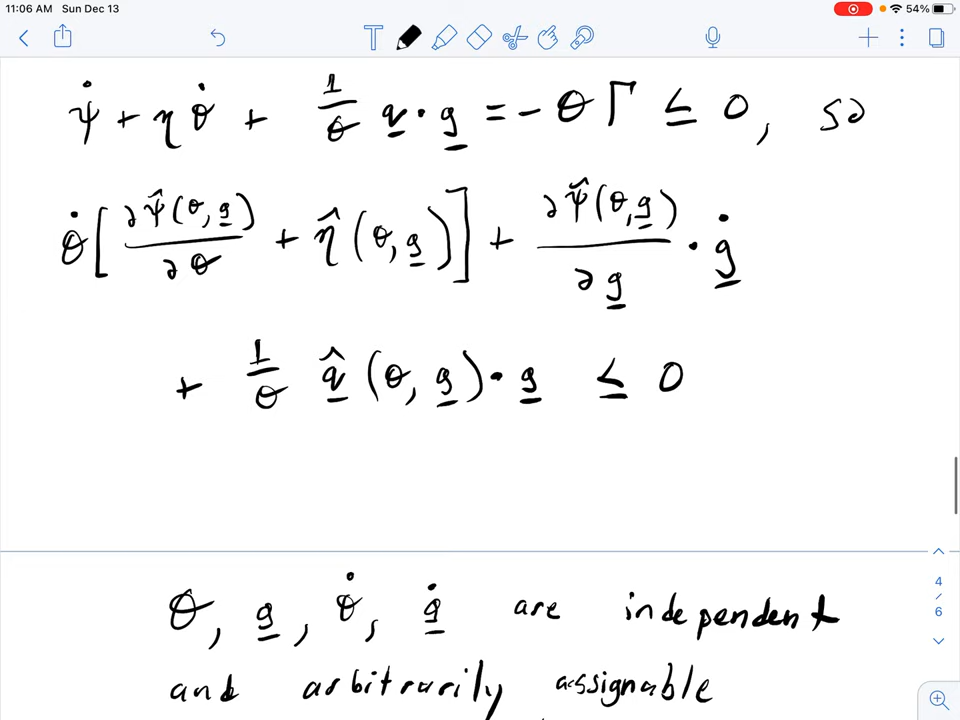 11:06 AM Sun Dec 13
54%
T
ψ̇ + η θ̇ + 1/θ q̲ · g̲ = − θ Γ ≤ 0, so
θ̇ [ ∂ψ̂(θ, g̲)/∂θ + η̂ (θ, g̲) ] + ∂ψ̂(θ, g̲)/∂g̲ · ġ̲
+ 1/θ q̲̂ (θ, g̲) · g̲ ≤ 0
4 / 6
θ, g̲, θ̇, ġ̲ are independent
and arbitrarily assignable